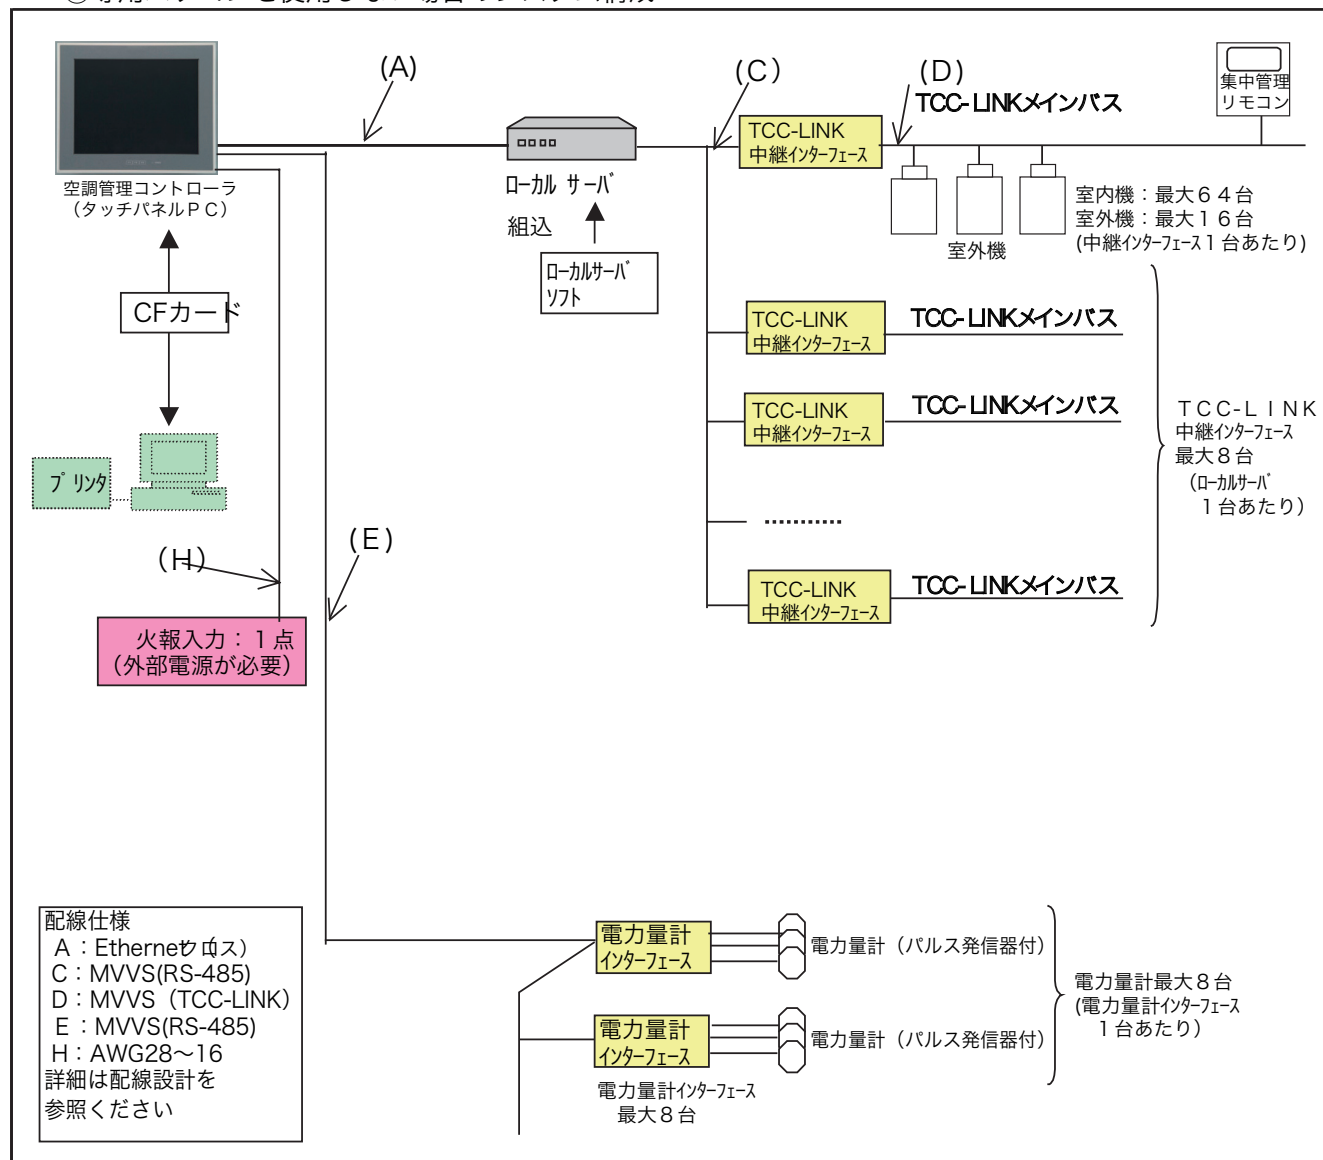 (A)
(C)
(D)
TCC-LINKメインバス
集中管理
リモコン
TCC-LINK
中継ｲﾝﾀｰﾌｪｰｽ
空調管理コントローラ
（タッチパネルＰＣ）
ﾛｰｶﾙ ｻｰﾊﾞ
組込
ﾛｰｶﾙｻｰﾊﾞ
ｿﾌﾄ
室外機
室内機：最大６４台
室外機：最大１６台
(中継ｲﾝﾀｰﾌｪｰｽ１台あたり)
CFカード
TCC-LINK
中継ｲﾝﾀｰﾌｪｰｽ
TCC-LINKメインバス
TCC-LINK
中継ｲﾝﾀｰﾌｪｰｽ
TCC-LINKメインバス
ＴＣＣ-ＬＩＮＫ
中継ｲﾝﾀｰﾌｪｰｽ
最大８台
（ﾛｰｶﾙｻｰﾊﾞ
１台あたり）
ﾌﾟﾘﾝﾀ
............
(H)
(E)
TCC-LINK
中継ｲﾝﾀｰﾌｪｰｽ
TCC-LINKメインバス
火報入力：１点
（外部電源が必要）
配線仕様
A：Ethernet(クロス）
C：MVVS(RS-485)
D：MVVS（TCC-LINK）
E：MVVS(RS-485)
H：AWG28～16
詳細は配線設計を
参照ください
電力量計
ｲﾝﾀｰﾌｪｰｽ
電力量計（パルス発信器付）
電力量計
ｲﾝﾀｰﾌｪｰｽ
電力量計（パルス発信器付）
電力量計ｲﾝﾀｰﾌｪｰｽ
最大８台
電力量計最大８台
(電力量計ｲﾝﾀｰﾌｪｰｽ
１台あたり）